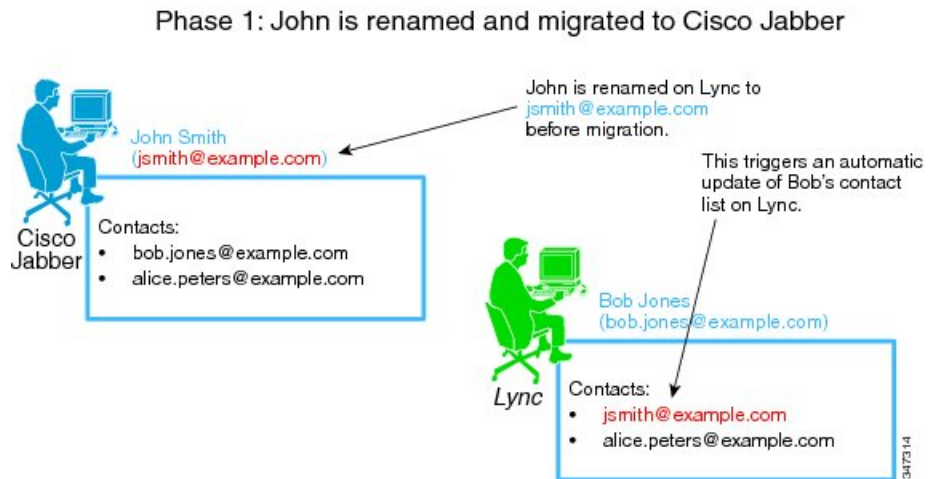 Phase 1: John is renamed and migrated to Cisco Jabber
John is renamed on Lync to
jsmith@example.com
before migration.
John Smith
(jsmith@example.com)
This triggers an automatic
update of Bob's contact
list on Lync.
Cisco
Jabber
Contacts:
• bob.jones@example.com
• alice.peters@example.com
Bob Jones
(bob.jones@example.com)
Lync
Contacts:
• jsmith@example.com
• alice.peters@example.com
347314